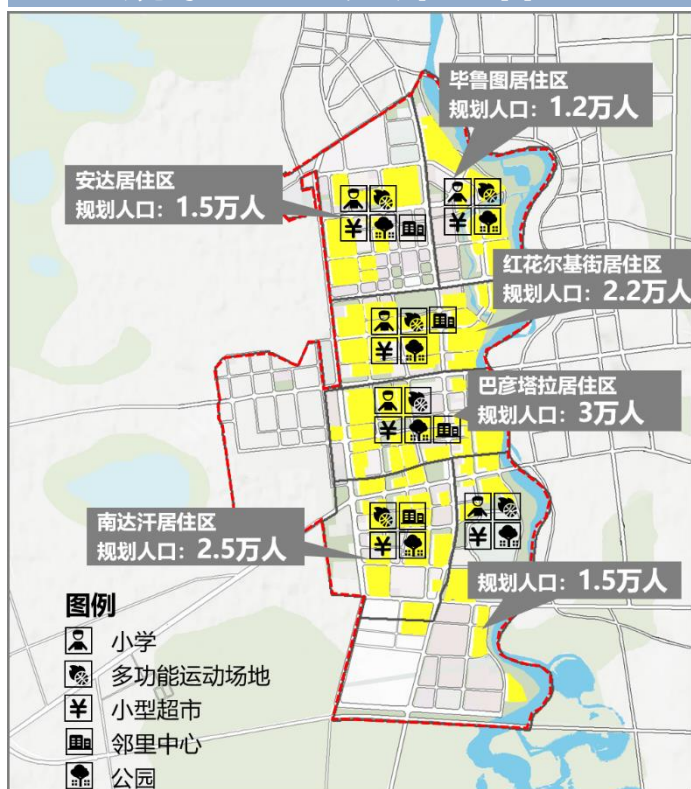 毕鲁图居住区
规划人口：1.2万人
安达居住区
规划人口：1.5万人
红花尔基街居住区
规划人口：2.2万人
巴彦塔拉居住区
规划人口：3万人
南达汗居住区
规划人口：2.5万人
规划人口：1.5万人
图例
小学
多功能运动场地
小型超市
邻里中心
公园